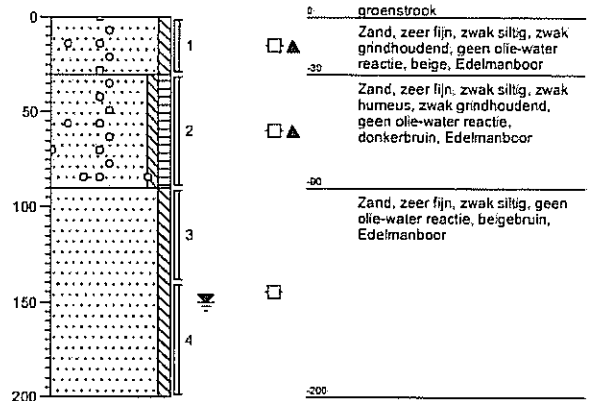 0
50
100
150
200
1
2
3
4
0
groenstrook
Zand, zeer fijn, zwak siltig, zwak
grindhoudend, geen olie-water
reactie, beige, Edelmanboor
-30
Zand, zeer fijn, zwak siltig, zwak
humeus, zwak grindhoudend,
geen olie-water reactie,
donkerbruin, Edelmanboor
-90
Zand, zeer fijn, zwak siltig, geen
olie-water reactie, beigebruin,
Edelmanboor
-200